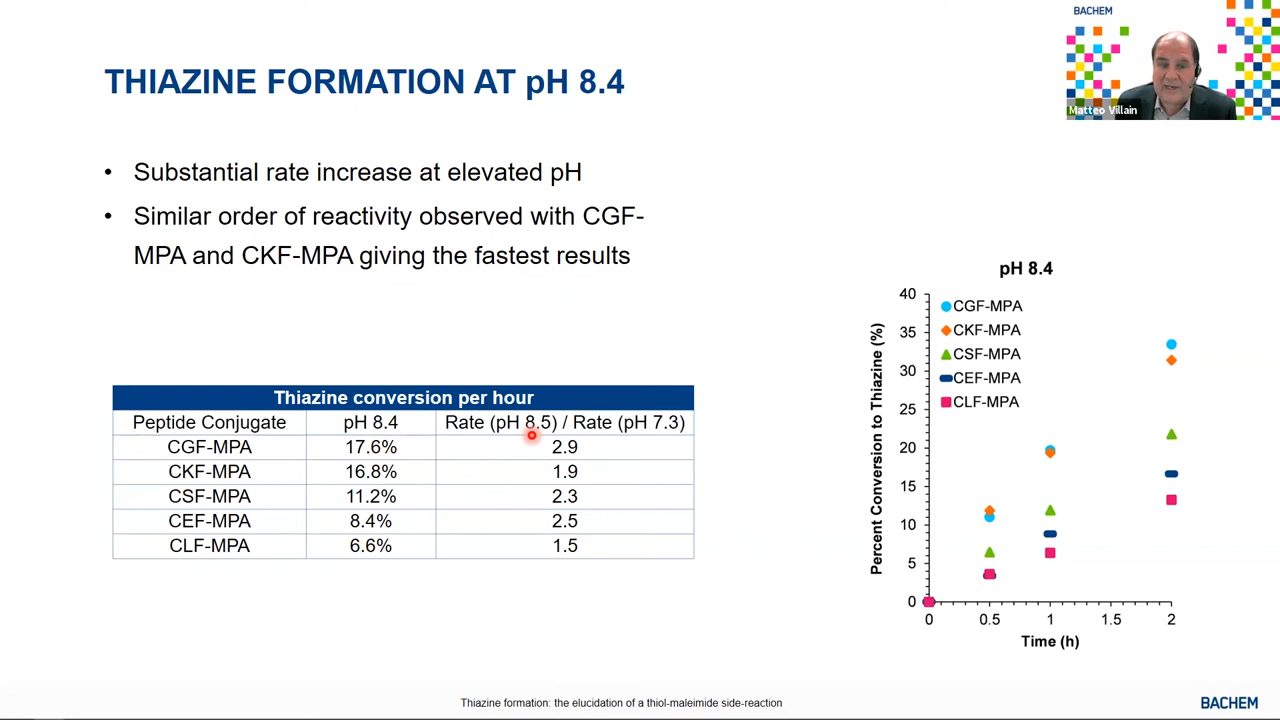 BACHEM
Matteo Villain
THIAZINE FORMATION AT pH 8.4
• Substantial rate increase at elevated pH
• Similar order of reactivity observed with CGF-
MPA and CKF-MPA giving the fastest results
Thiazine conversion per hour
Peptide Conjugate pH 8.4 Rate (pH 8.5) / Rate (pH 7.3)
CGF-MPA 17.6% 2.9
CKF-MPA 16.8% 1.9
CSF-MPA 11.2% 2.3
CEF-MPA 8.4% 2.5
CLF-MPA 6.6% 1.5
pH 8.4
Percent Conversion to Thiazine (%)
40
35
30
25
20
15
10
5
0
CGF-MPA
CKF-MPA
CSF-MPA
CEF-MPA
CLF-MPA
0 0.5 1 1.5 2
Time (h)
Thiazine formation: the elucidation of a thiol-maleimide side-reaction
BACHEM